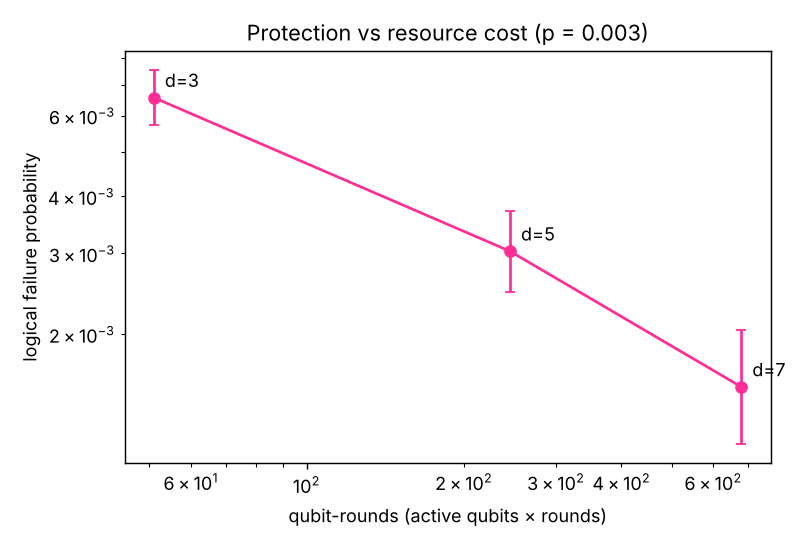 Protection vs resource cost (p = 0.003)
d=3
6 × 10⁻³
4 × 10⁻³
d=5
3 × 10⁻³
2 × 10⁻³
d=7
logical failure probability
6 × 10¹
10²
2 × 10²
3 × 10²
4 × 10²
6 × 10²
qubit-rounds (active qubits × rounds)